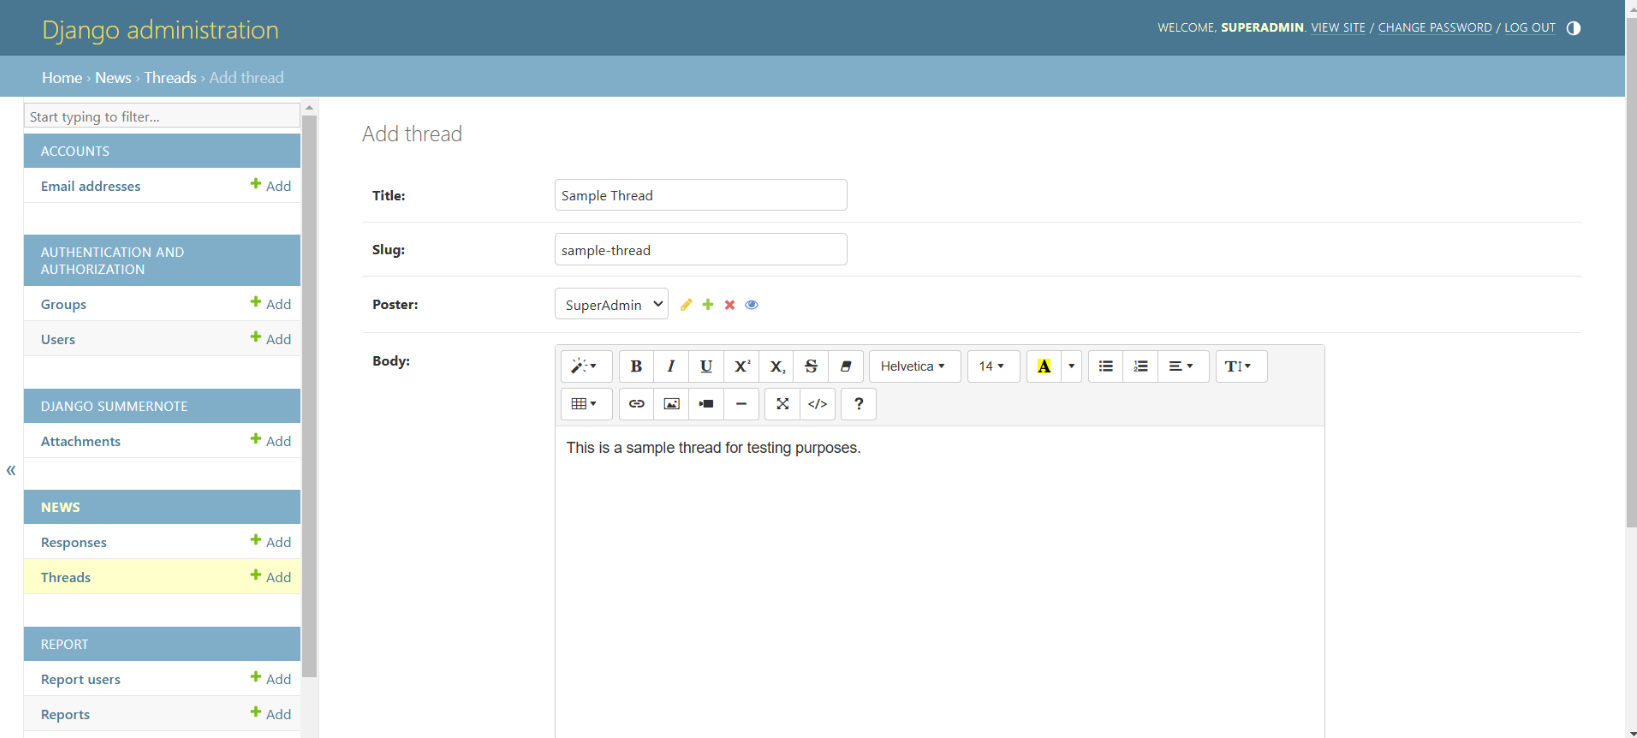 Django administration
WELCOME, SUPERADMIN. VIEW SITE / CHANGE PASSWORD / LOG OUT
Home › News › Threads › Add thread
Start typing to filter...
ACCOUNTS
Email addresses Add
AUTHENTICATION AND
AUTHORIZATION
Groups Add
Users Add
DJANGO SUMMERNOTE
Attachments Add
«
NEWS
Responses Add
Threads Add
REPORT
Report users Add
Reports Add
Add thread
Title: Sample Thread
Slug: sample-thread
Poster: SuperAdmin
Body:
B I U X² X₂ S Helvetica 14 A T
</> ?
This is a sample thread for testing purposes.